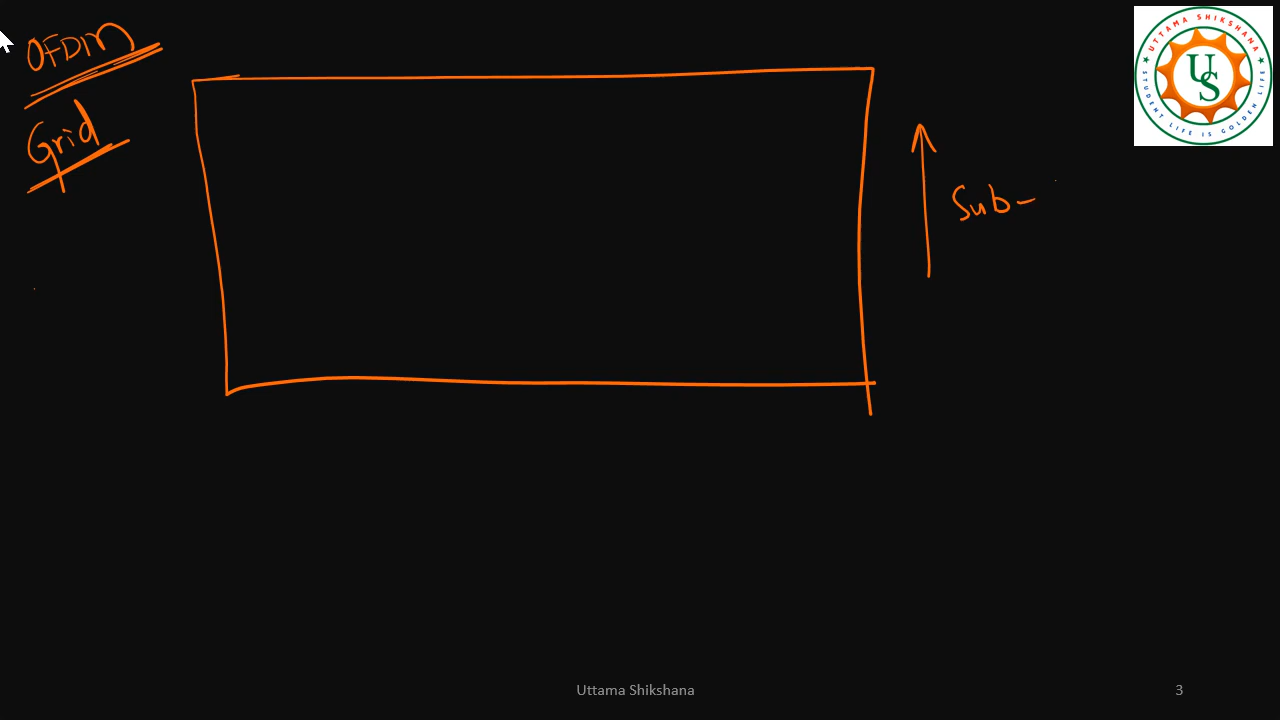 OFDM
Grid
Sub-
UTTAMA SHIKSHANA
US
STUDENT LIFE IS GOLDEN LIFE
Uttama Shikshana
3